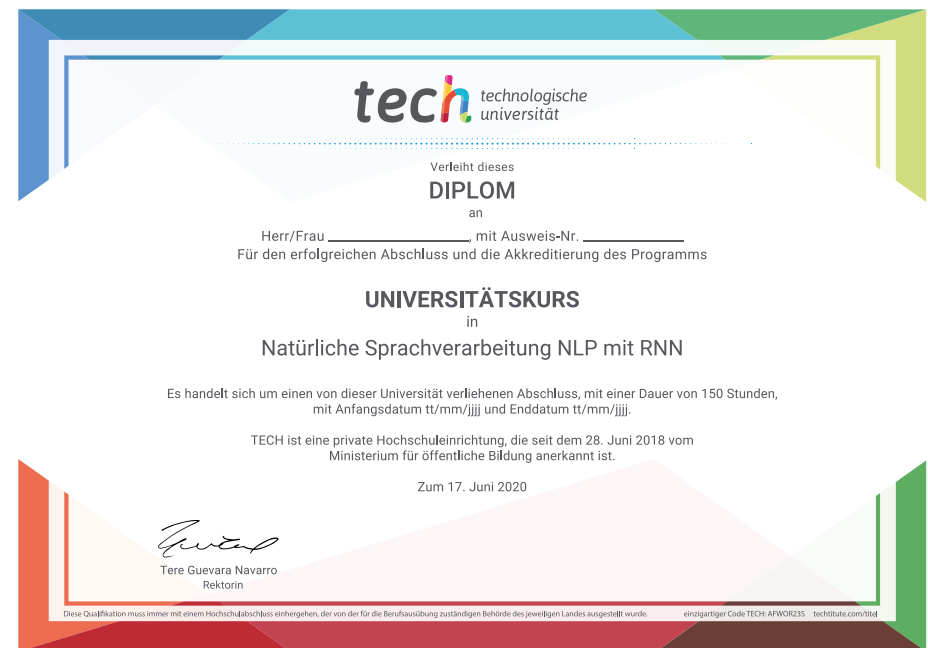 tech technologische
universität
Verleiht dieses
DIPLOM
an
Herr/Frau ________________, mit Ausweis-Nr. ____________
Für den erfolgreichen Abschluss und die Akkreditierung des Programms
UNIVERSITÄTSKURS
in
Natürliche Sprachverarbeitung NLP mit RNN
Es handelt sich um einen von dieser Universität verliehenen Abschluss, mit einer Dauer von 150 Stunden,
mit Anfangsdatum tt/mm/jjjj und Enddatum tt/mm/jjjj.
TECH ist eine private Hochschuleinrichtung, die seit dem 28. Juni 2018 vom
Ministerium für öffentliche Bildung anerkannt ist.
Zum 17. Juni 2020
Tere Guevara Navarro
Rektorin
Diese Qualifikation muss immer mit einem Hochschulabschluss einhergehen, der von der für die Berufsausübung zuständigen Behörde des jeweiligen Landes ausgestellt wurde. einzigartiger Code TECH: AFWOR23S techtitute.com/titel